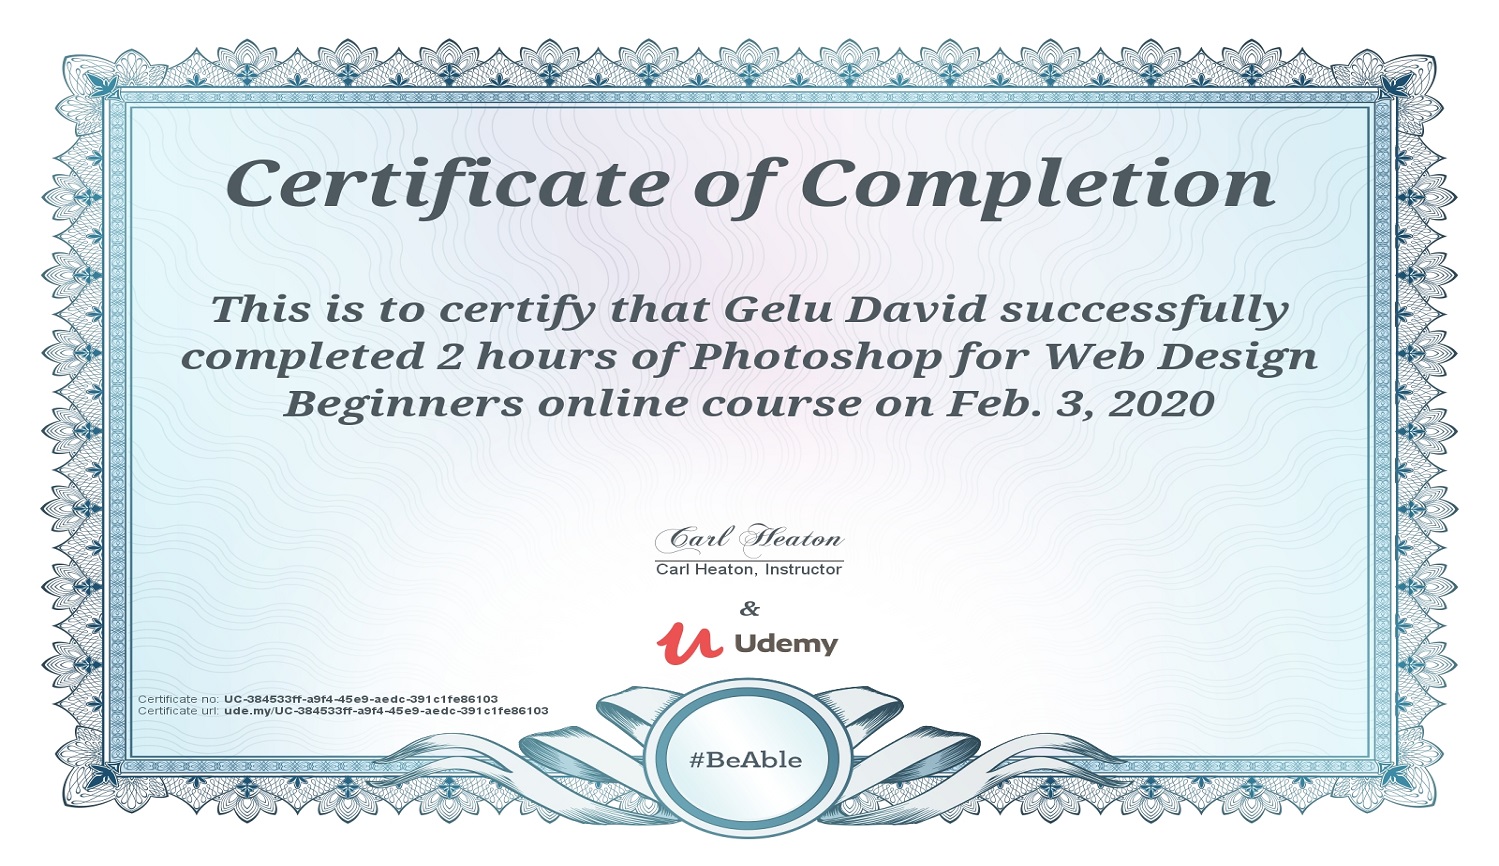 Certificate of Completion
This is to certify that Gelu David successfully
completed 2 hours of Photoshop for Web Design
Beginners online course on Feb. 3, 2020
Carl Heaton
Carl Heaton, Instructor
&
Udemy
Certificate no: UC-384533ff-a9f4-45e9-aedc-391c1fe86103
Certificate url: ude.my/UC-384533ff-a9f4-45e9-aedc-391c1fe86103
#BeAble